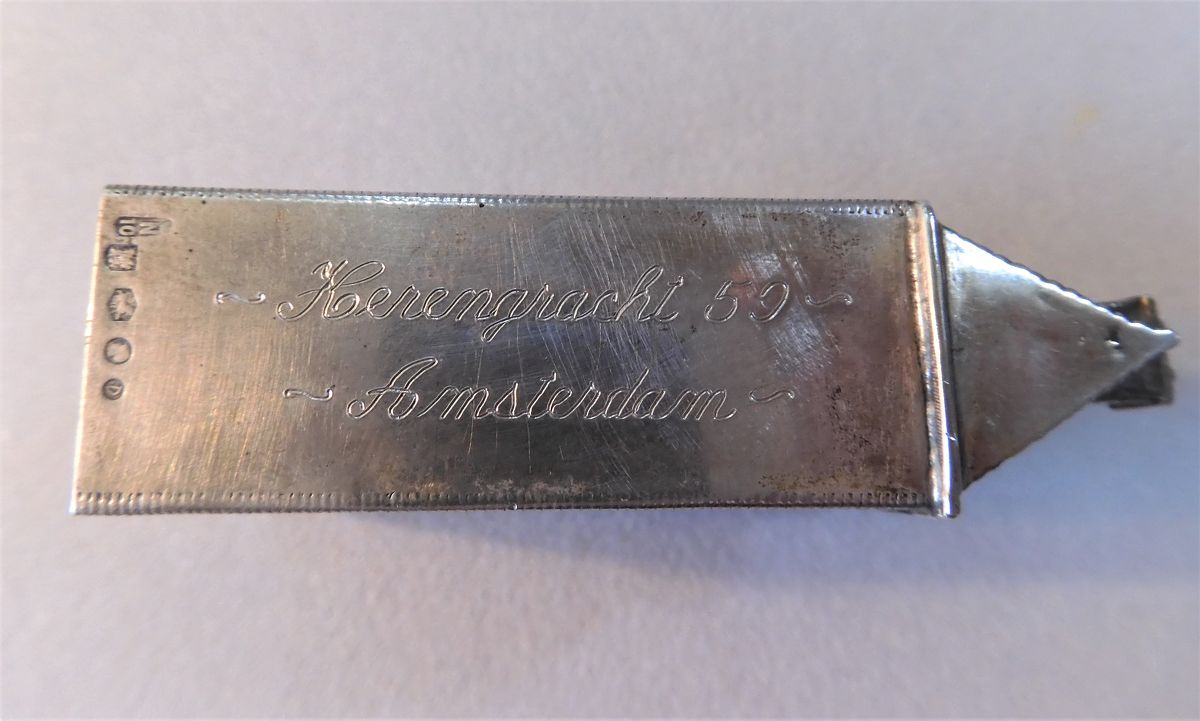 ~ Herengracht 59 ~
~ Amsterdam ~